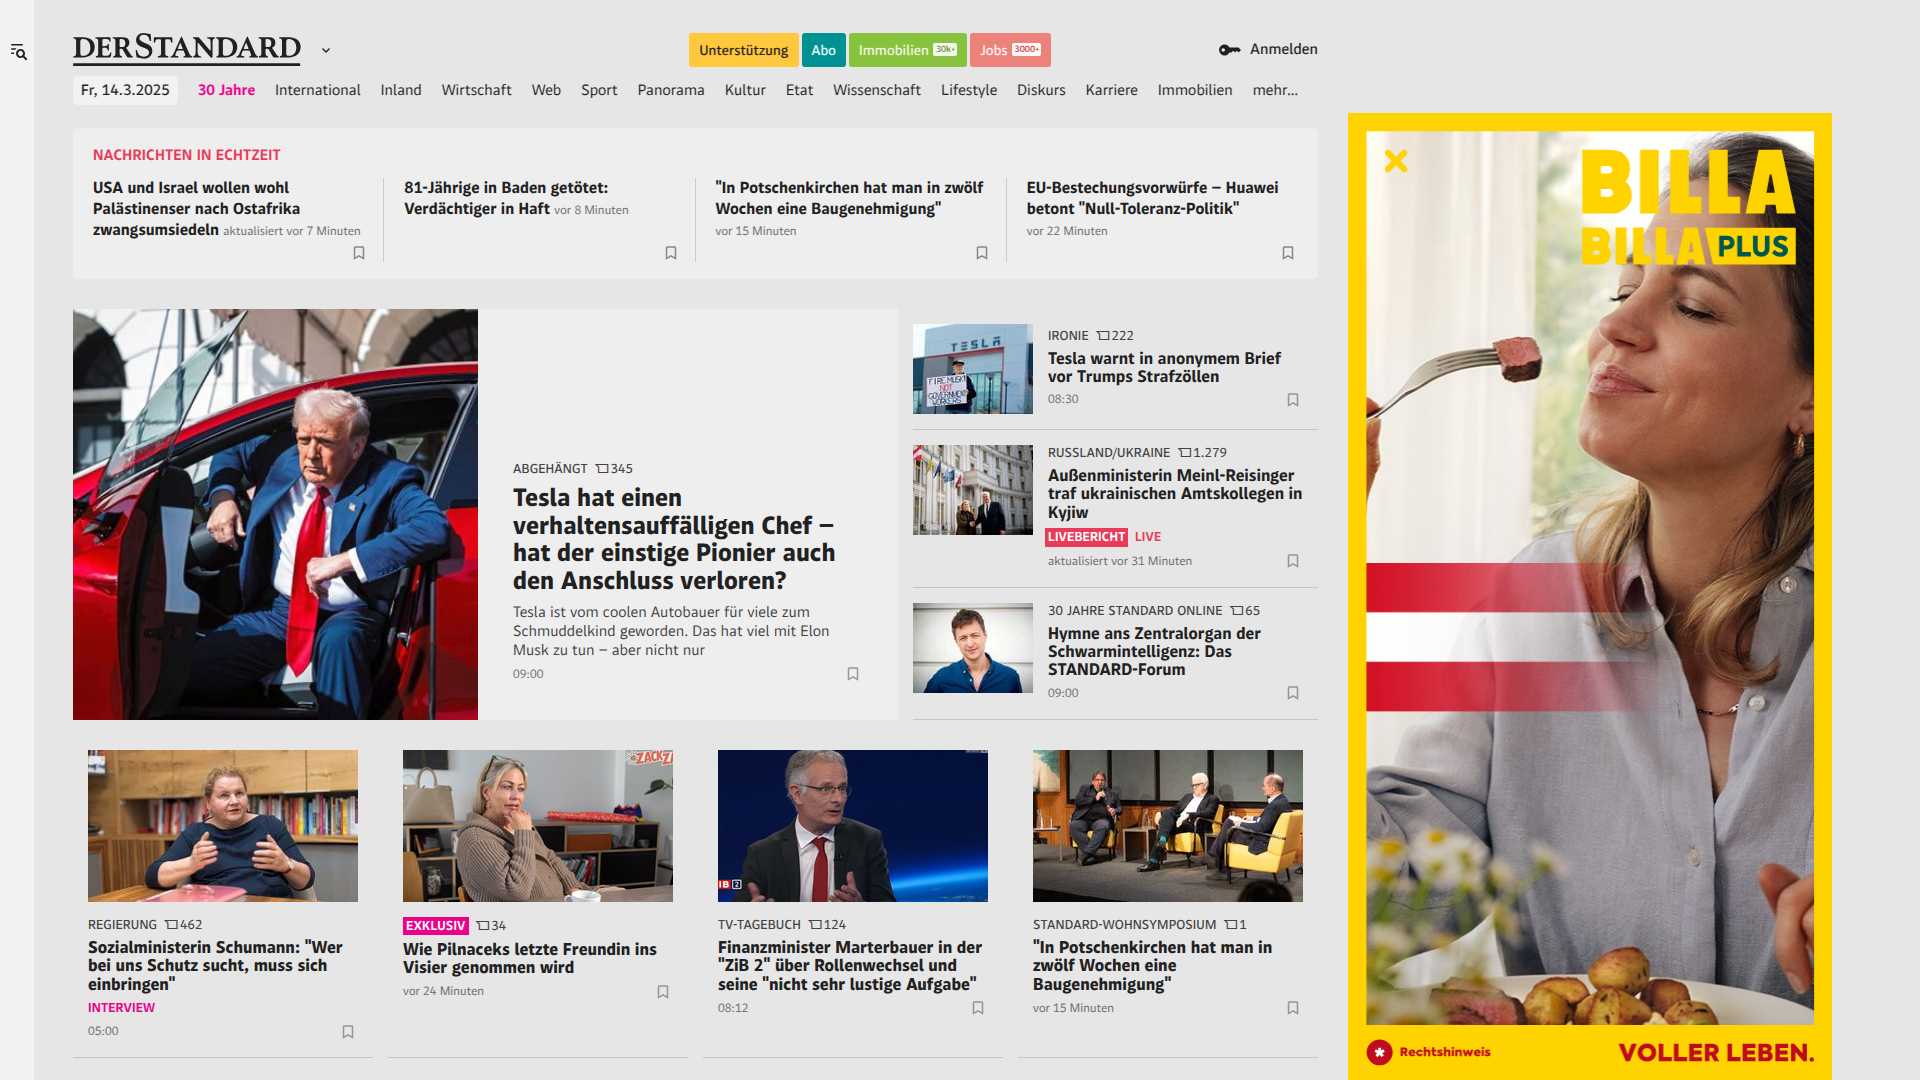 DERSTANDARD
Unterstützung
Abo
Immobilien 30k+
Jobs 3000+
Anmelden
Fr, 14.3.2025
30 Jahre
International
Inland
Wirtschaft
Web
Sport
Panorama
Kultur
Etat
Wissenschaft
Lifestyle
Diskurs
Karriere
Immobilien
mehr...
NACHRICHTEN IN ECHTZEIT
USA und Israel wollen wohl
Palästinenser nach Ostafrika
zwangsumsiedeln aktualisiert vor 7 Minuten
81-Jährige in Baden getötet:
Verdächtiger in Haft vor 8 Minuten
"In Potschenkirchen hat man in zwölf
Wochen eine Baugenehmigung"
vor 15 Minuten
EU-Bestechungsvorwürfe – Huawei
betont "Null-Toleranz-Politik"
vor 22 Minuten
ABGEHÄNGT 345
Tesla hat einen
verhaltensauffälligen Chef –
hat der einstige Pionier auch
den Anschluss verloren?
Tesla ist vom coolen Autobauer für viele zum
Schmuddelkind geworden. Das hat viel mit Elon
Musk zu tun – aber nicht nur
09:00
TESLA
FIRE MUSK
NOT
GOVERNMENT
WORKERS
IRONIE 222
Tesla warnt in anonymem Brief
vor Trumps Strafzöllen
08:30
RUSSLAND/UKRAINE 1.279
Außenministerin Meinl-Reisinger
traf ukrainischen Amtskollegen in
Kyjiw
LIVEBERICHT LIVE
aktualisiert vor 31 Minuten
30 JAHRE STANDARD ONLINE 65
Hymne ans Zentralorgan der
Schwarmintelligenz: Das
STANDARD-Forum
09:00
REGIERUNG 462
Sozialministerin Schumann: "Wer
bei uns Schutz sucht, muss sich
einbringen"
INTERVIEW
05:00
ZACKZA
EXKLUSIV 34
Wie Pilnaceks letzte Freundin ins
Visier genommen wird
vor 24 Minuten
IB 2
TV-TAGEBUCH 124
Finanzminister Marterbauer in der
"ZiB 2" über Rollenwechsel und
seine "nicht sehr lustige Aufgabe"
08:12
STANDARD-WOHNSYMPOSIUM 1
"In Potschenkirchen hat man in
zwölf Wochen eine
Baugenehmigung"
vor 15 Minuten
BILLA
BILLA PLUS
Rechtshinweis
VOLLER LEBEN.